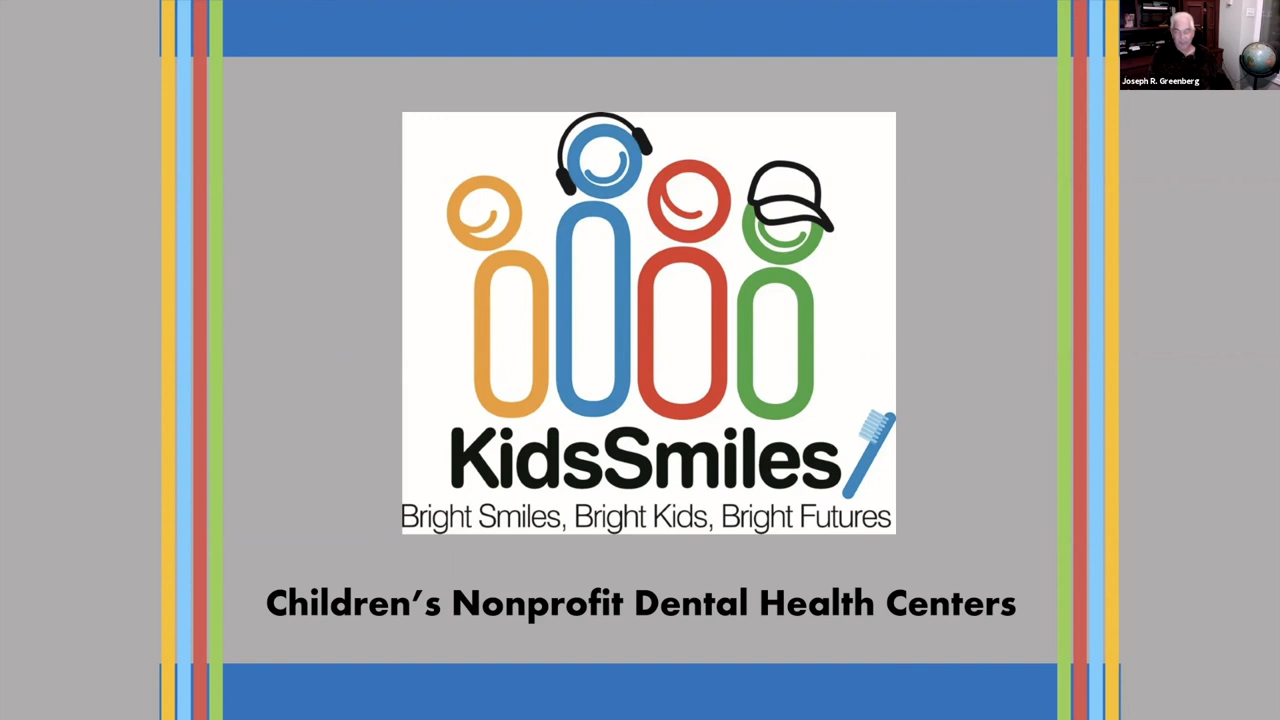 Joseph R. Greenberg
KidsSmiles
Bright Smiles, Bright Kids, Bright Futures
Children's Nonprofit Dental Health Centers